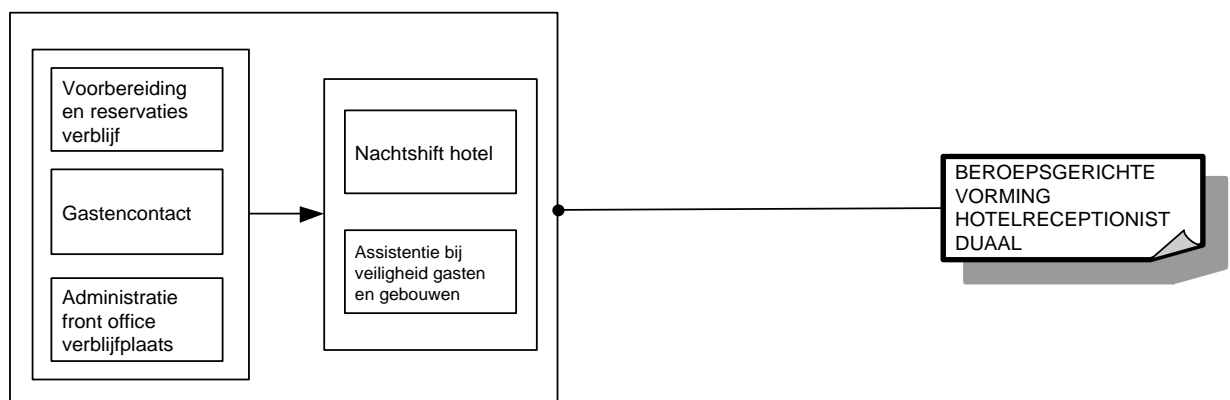 Voorbereiding
en reservaties
verblijf
Gastencontact
Administratie
front office
verblijfplaats
Nachtshift hotel
Assistentie bij
veiligheid gasten
en gebouwen
BEROEPSGERICHTE
VORMING
HOTELRECEPTIONIST
DUAAL